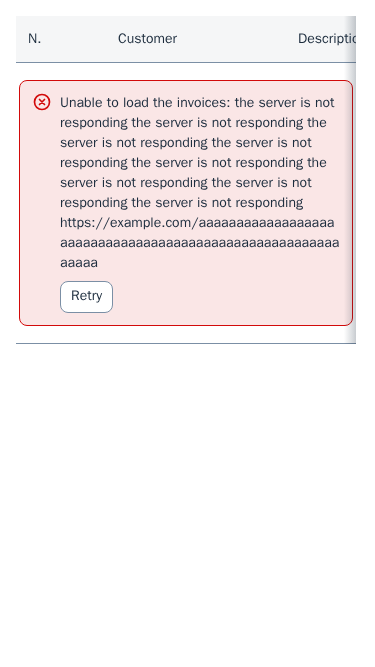 N. Customer Descriptio
Unable to load the invoices: the server is not
responding the server is not responding the
server is not responding the server is not
responding the server is not responding the
server is not responding the server is not
responding the server is not responding
https://example.com/aaaaaaaaaaaaaaaaaa
aaaaaaaaaaaaaaaaaaaaaaaaaaaaaaaaaaaaa
aaaaa
Retry